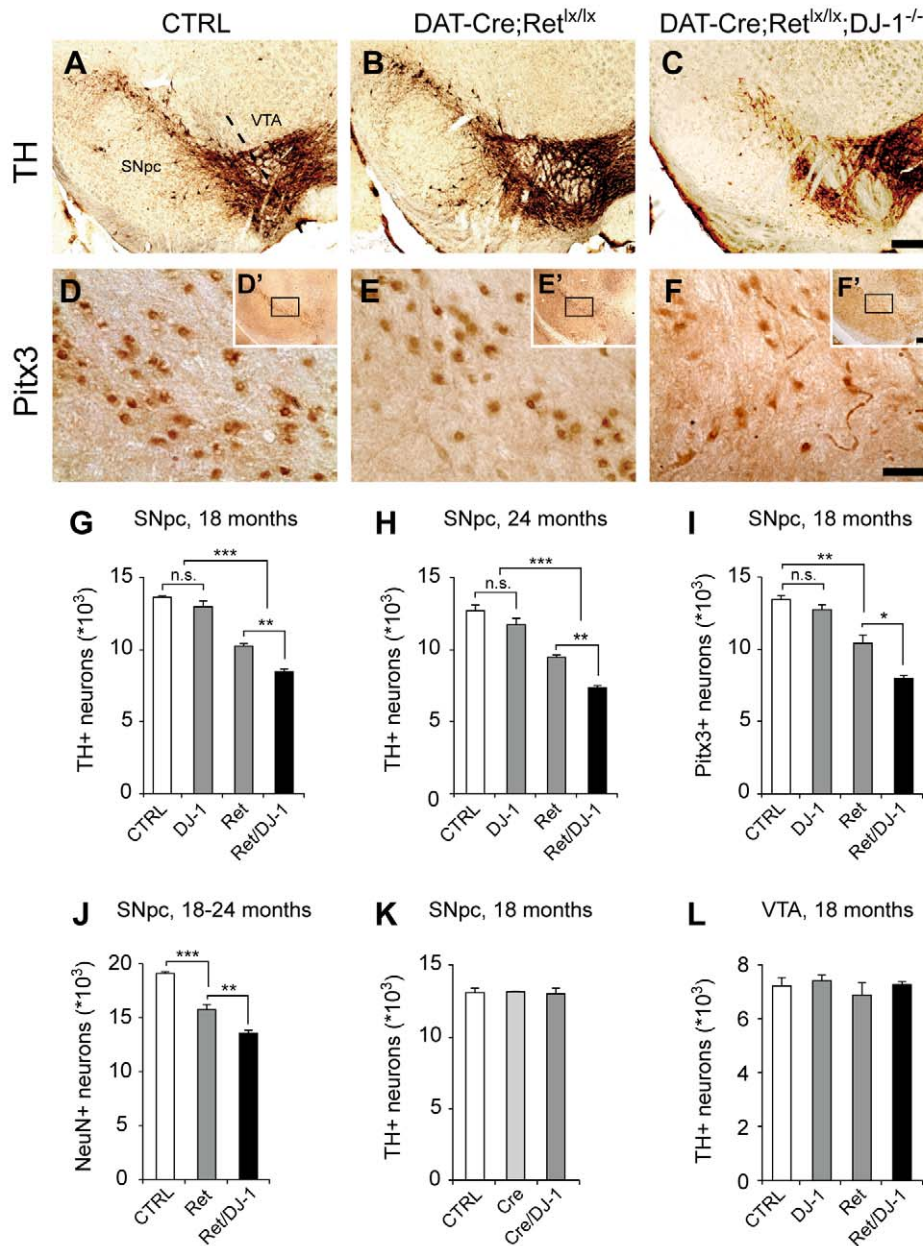 CTRL DAT-Cre;Ret^lx/lx DAT-Cre;Ret^lx/lx;DJ-1^-/-
TH
A
VTA
SNpc
B
C
Pitx3
D
D'
E
E'
F
F'
G SNpc, 18 months
TH+ neurons (*10^3)
15
10
5
0
***
n.s.
**
CTRL
DJ-1
Ret
Ret/DJ-1
H SNpc, 24 months
TH+ neurons (*10^3)
15
10
5
0
***
n.s.
**
CTRL
DJ-1
Ret
Ret/DJ-1
I SNpc, 18 months
Pitx3+ neurons (*10^3)
15
10
5
0
**
n.s.
*
CTRL
DJ-1
Ret
Ret/DJ-1
J SNpc, 18-24 months
NeuN+ neurons (*10^3)
20
15
10
5
0
***
**
CTRL
Ret
Ret/DJ-1
K SNpc, 18 months
TH+ neurons (*10^3)
15
10
5
0
CTRL
Cre
Cre/DJ-1
L VTA, 18 months
TH+ neurons (*10^3)
8
6
4
2
0
CTRL
DJ-1
Ret
Ret/DJ-1